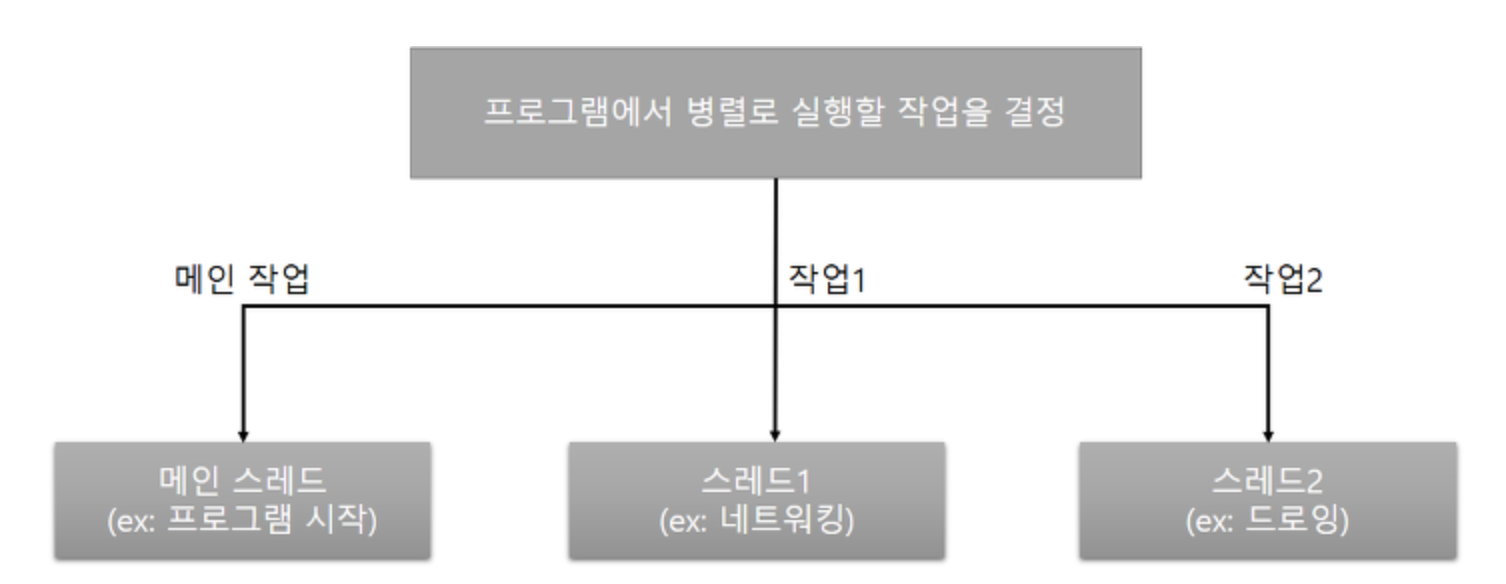 프로그램에서 병렬로 실행할 작업을 결정
메인 작업
작업1
작업2
메인 스레드
(ex: 프로그램 시작)
스레드1
(ex: 네트워킹)
스레드2
(ex: 드로잉)